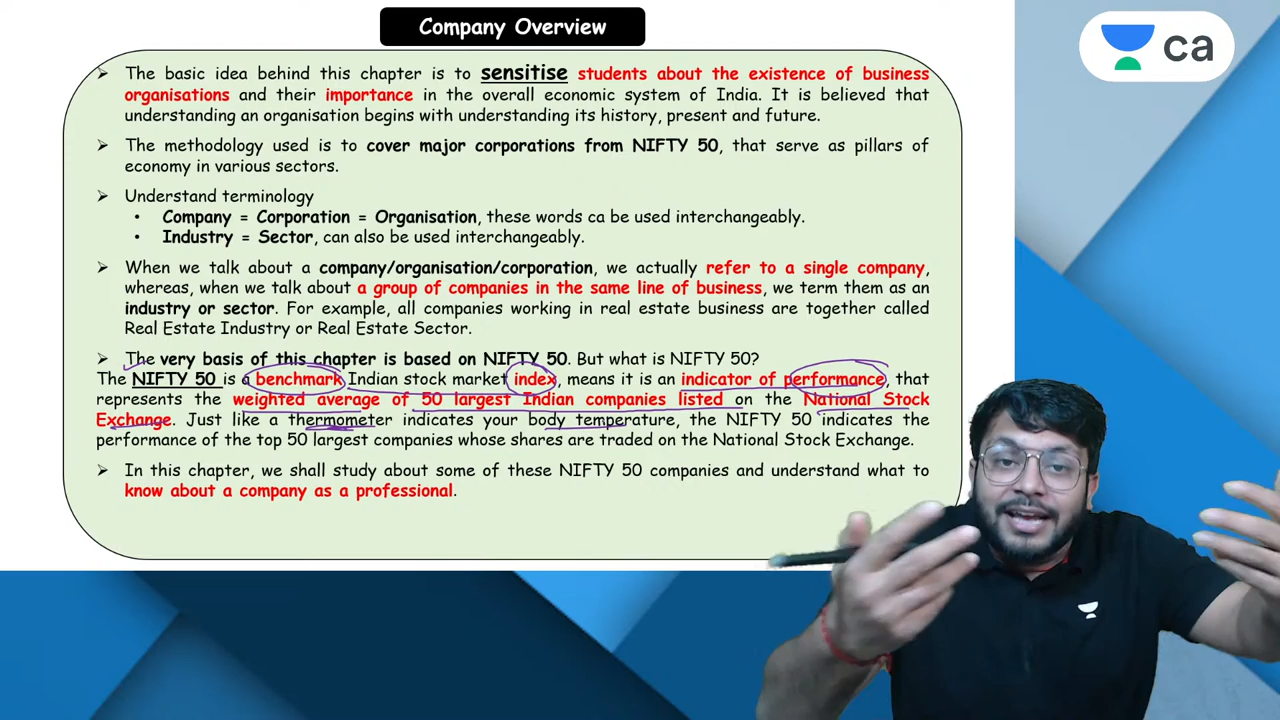 Company Overview
ca
➢ The basic idea behind this chapter is to sensitise students about the existence of business
organisations and their importance in the overall economic system of India. It is believed that
understanding an organisation begins with understanding its history, present and future.
➢ The methodology used is to cover major corporations from NIFTY 50, that serve as pillars of
economy in various sectors.
➢ Understand terminology
• Company = Corporation = Organisation, these words ca be used interchangeably.
• Industry = Sector, can also be used interchangeably.
➢ When we talk about a company/organisation/corporation, we actually refer to a single company,
whereas, when we talk about a group of companies in the same line of business, we term them as an
industry or sector. For example, all companies working in real estate business are together called
Real Estate Industry or Real Estate Sector.
➢ The very basis of this chapter is based on NIFTY 50. But what is NIFTY 50?
The NIFTY 50 is a benchmark Indian stock market index, means it is an indicator of performance, that
represents the weighted average of 50 largest Indian companies listed on the National Stock
Exchange. Just like a thermometer indicates your body temperature, the NIFTY 50 indicates the
performance of the top 50 largest companies whose shares are traded on the National Stock Exchange.
➢ In this chapter, we shall study about some of these NIFTY 50 companies and understand what to
know about a company as a professional.